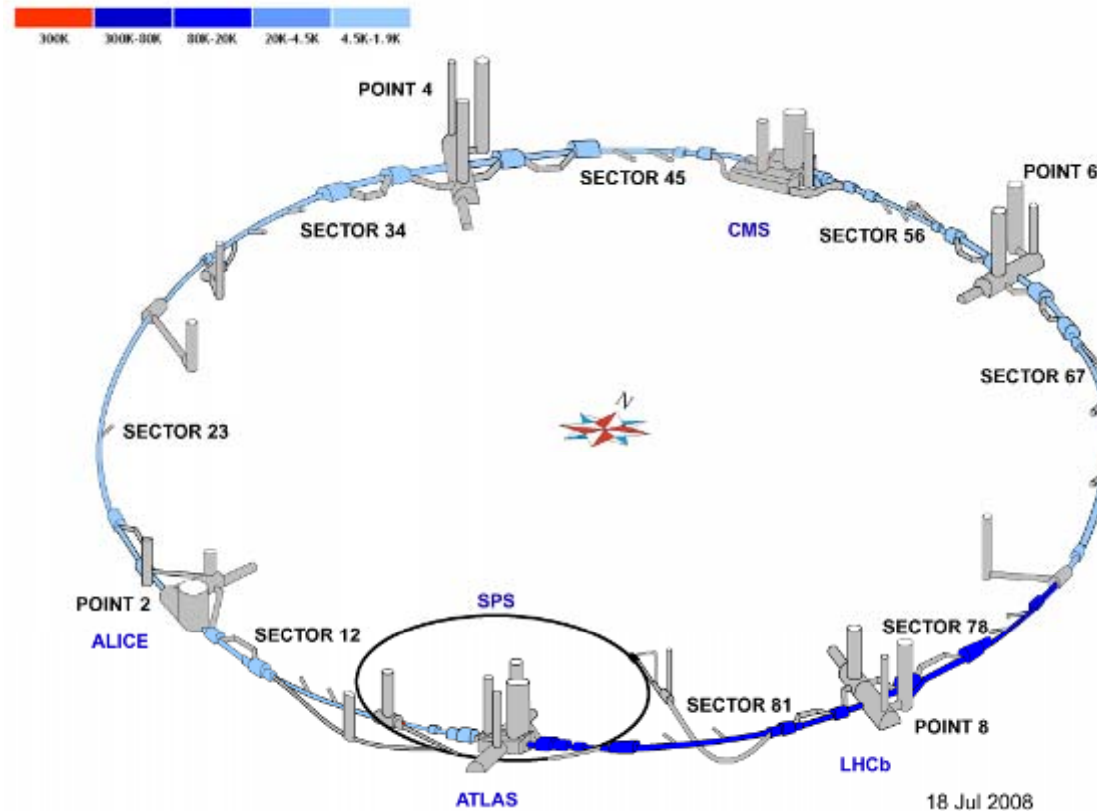 300K 300K-80K 80K-20K 20K-4.5K 4.5K-1.9K
POINT 4
SECTOR 45
POINT 6
SECTOR 34
CMS
SECTOR 56
SECTOR 67
N
SECTOR 23
POINT 2
SPS
ALICE
SECTOR 12
SECTOR 78
SECTOR 81
POINT 8
LHCb
ATLAS
18 Jul 2008